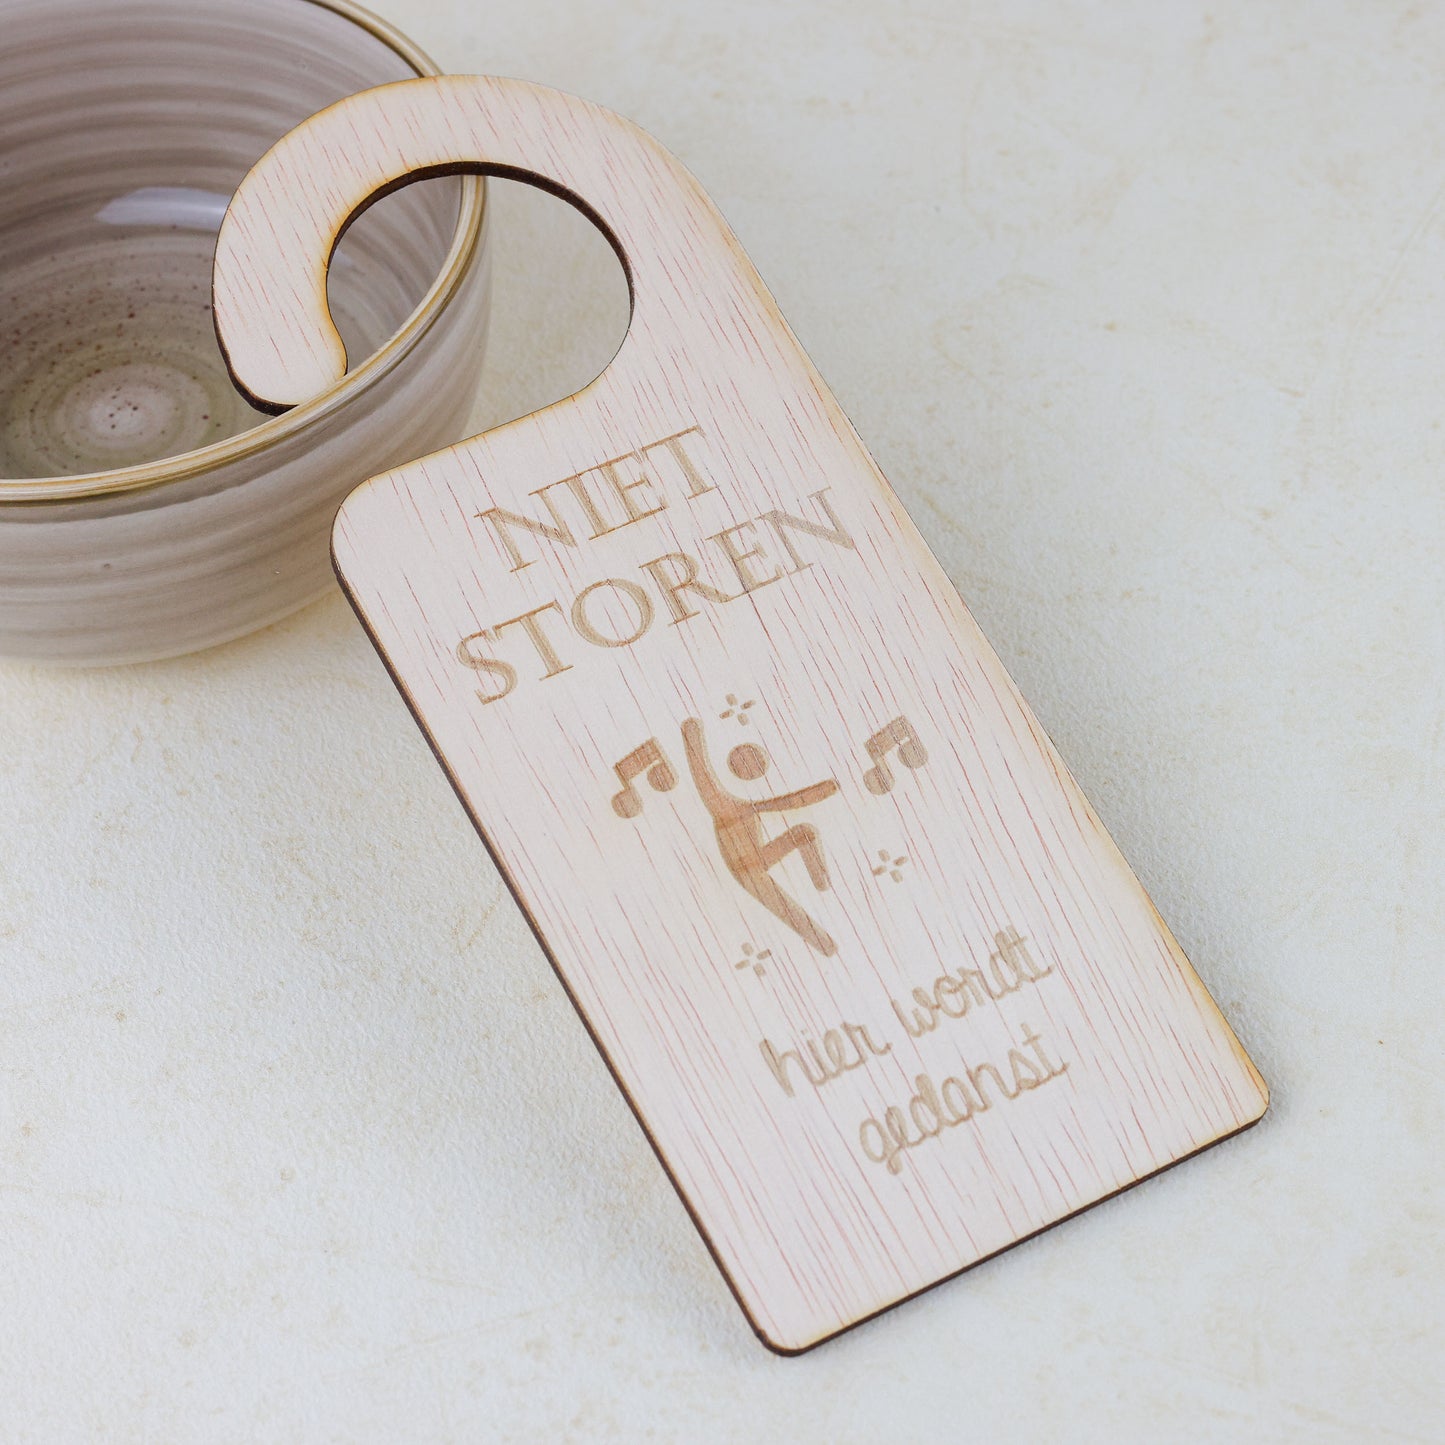 NIET
STOREN
hier wordt
gedanst